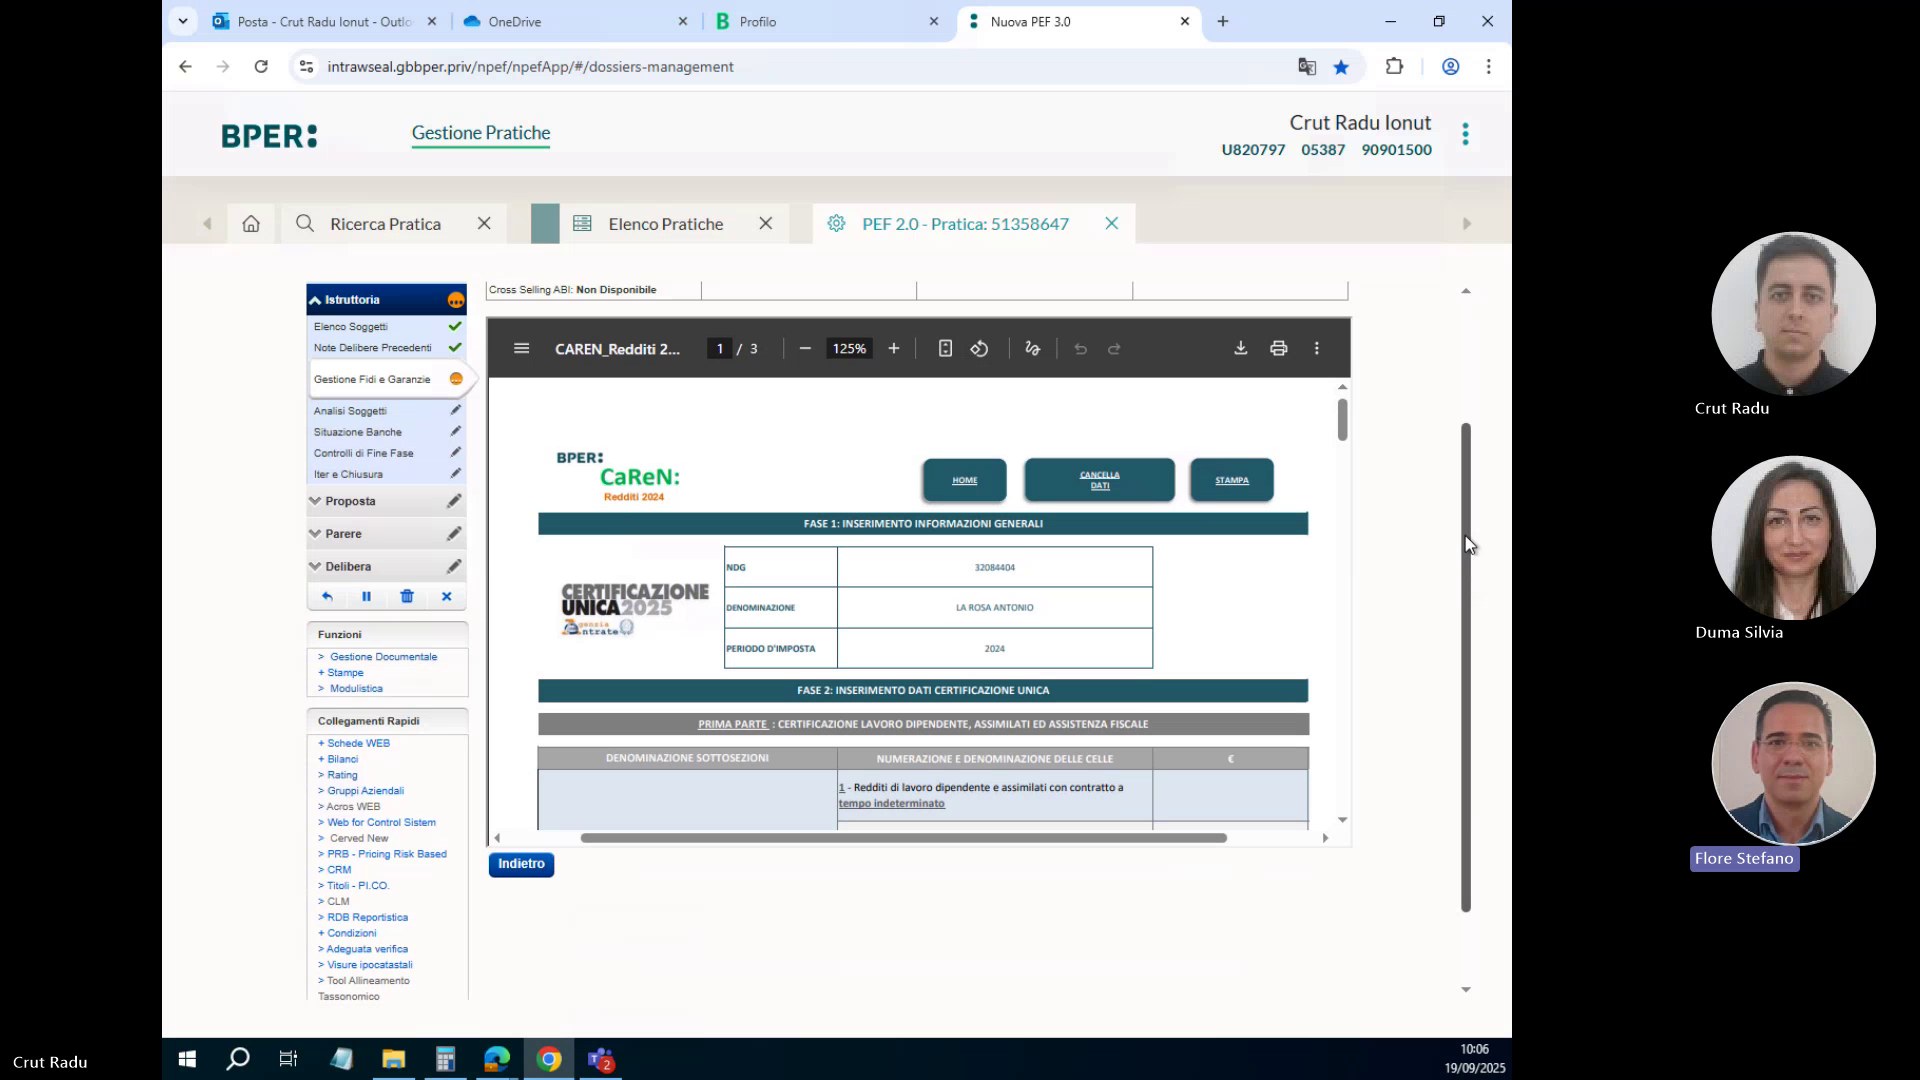 Posta - Crut Radu Ionut - Outlo
OneDrive
Profilo
Nuova PEF 3.0
intrawseal.gbbper.priv/npef/npefApp/#/dossiers-management
BPER:
Gestione Pratiche
Crut Radu Ionut
U820797 05387 90901500
Ricerca Pratica
Elenco Pratiche
PEF 2.0 - Pratica: 51358647
Istruttoria
Elenco Soggetti
Note Delibere Precedenti
Gestione Fidi e Garanzie
Analisi Soggetti
Situazione Banche
Controlli di Fine Fase
Iter e Chiusura
Proposta
Parere
Delibera
Funzioni
> Gestione Documentale
+ Stampe
> Modulistica
Collegamenti Rapidi
+ Schede WEB
+ Bilanci
> Rating
> Gruppi Aziendali
> Acros WEB
> Web for Control Sistem
> Cerved New
> PRB - Pricing Risk Based
> CRM
> Titoli - PI.CO.
> CLM
> RDB Reportistica
+ Condizioni
> Adeguata verifica
> Visure ipocatastali
> Tool Allineamento
Tassonomico
Cross Selling ABI: Non Disponibile
CAREN_Redditi 2...
1 / 3
125%
BPER:
CaReN:
Redditi 2024
HOME
CANCELLA
DATI
STAMPA
FASE 1: INSERIMENTO INFORMAZIONI GENERALI
CERTIFICAZIONE
UNICA2025
genzia
ntrate
NDG
32084404
DENOMINAZIONE
LA ROSA ANTONIO
PERIODO D'IMPOSTA
2024
FASE 2: INSERIMENTO DATI CERTIFICAZIONE UNICA
PRIMA PARTE : CERTIFICAZIONE LAVORO DIPENDENTE, ASSIMILATI ED ASSISTENZA FISCALE
DENOMINAZIONE SOTTOSEZIONI
NUMERAZIONE E DENOMINAZIONE DELLE CELLE
€
1 - Redditi di lavoro dipendente e assimilati con contratto a
tempo indeterminato
Indietro
Crut Radu
Duma Silvia
Flore Stefano
2
10:06
19/09/2025
Crut Radu